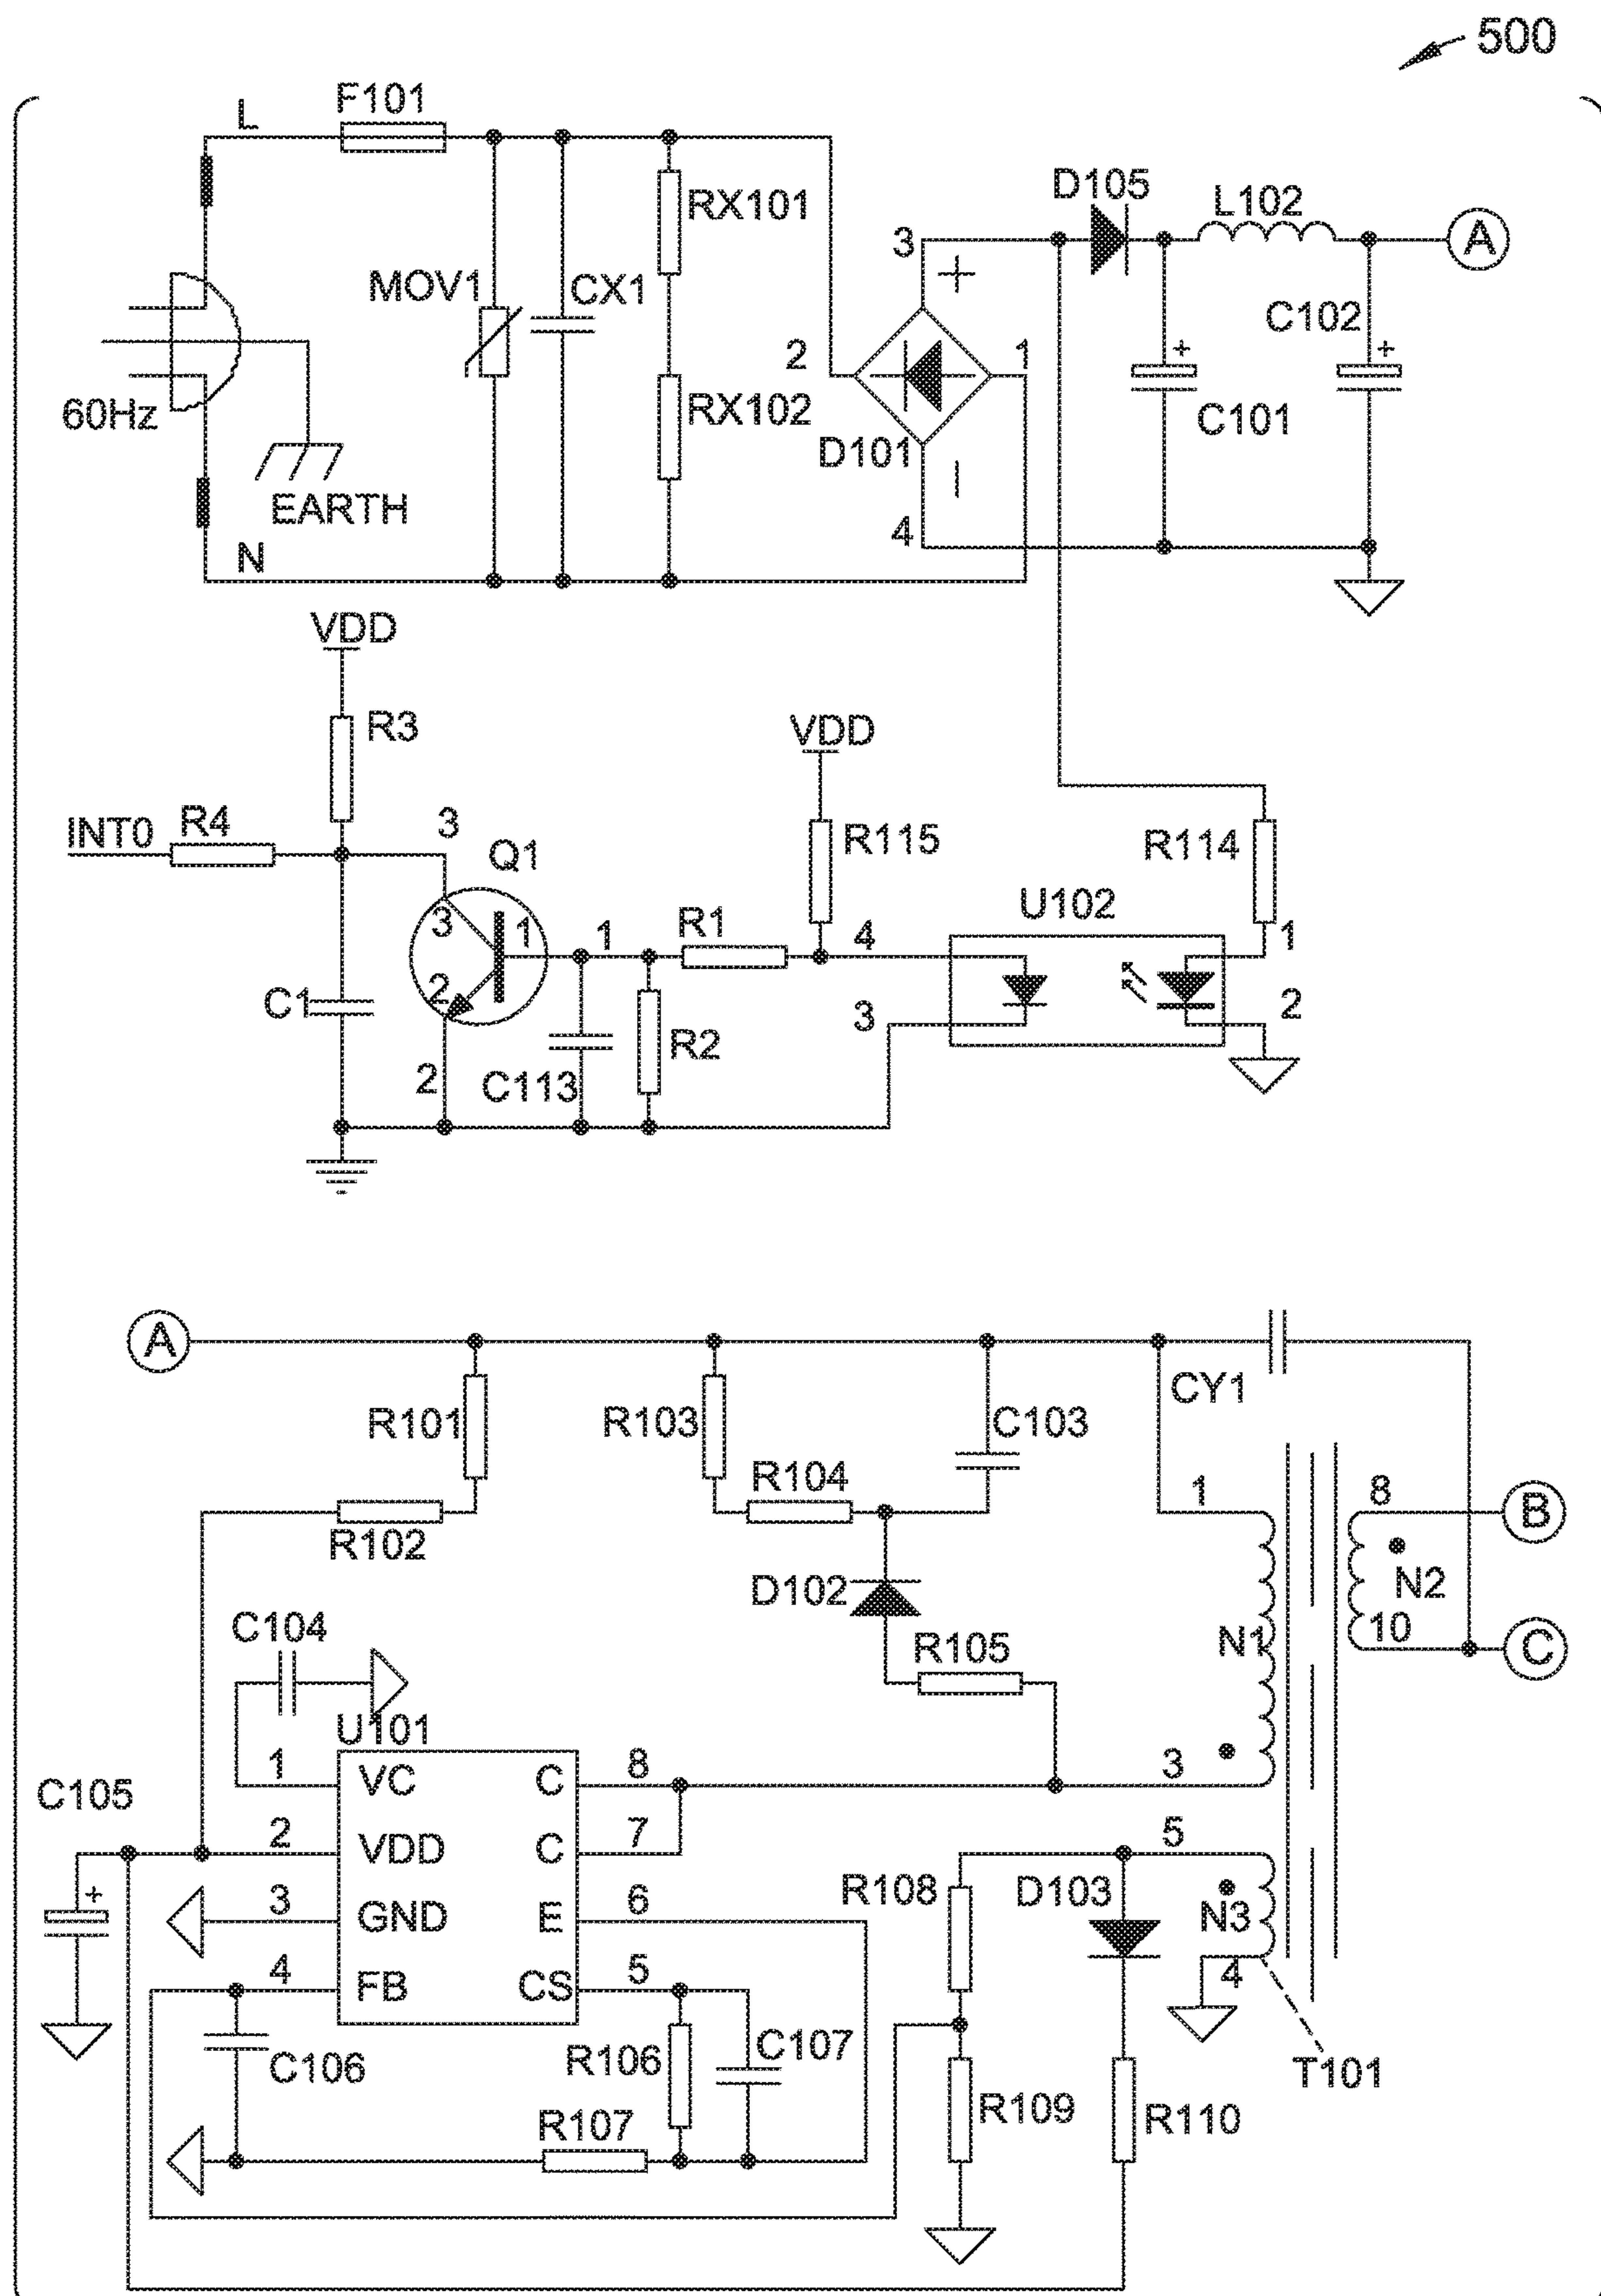 500
L
F101
D105
L102
A
RX101
3
+
MOV1
CX1
C102
2
1
+
+
60Hz
RX102
D101
C101
−
4
EARTH
N
VDD
R3
VDD
INT0
R4
3
Q1
R115
R114
U102
3
1
1
R1
4
1
C1
2
3
2
R2
2
C113
A
CY1
R101
R103
C103
R104
1
8
B
R102
D102
N2
C104
R105
N1
10
C
U101
1
VC
C
8
3
C105
2
VDD
C
7
5
+
3
GND
E
6
R108
D103
N3
4
FB
CS
5
4
C106
R106
C107
T101
R107
R109
R110